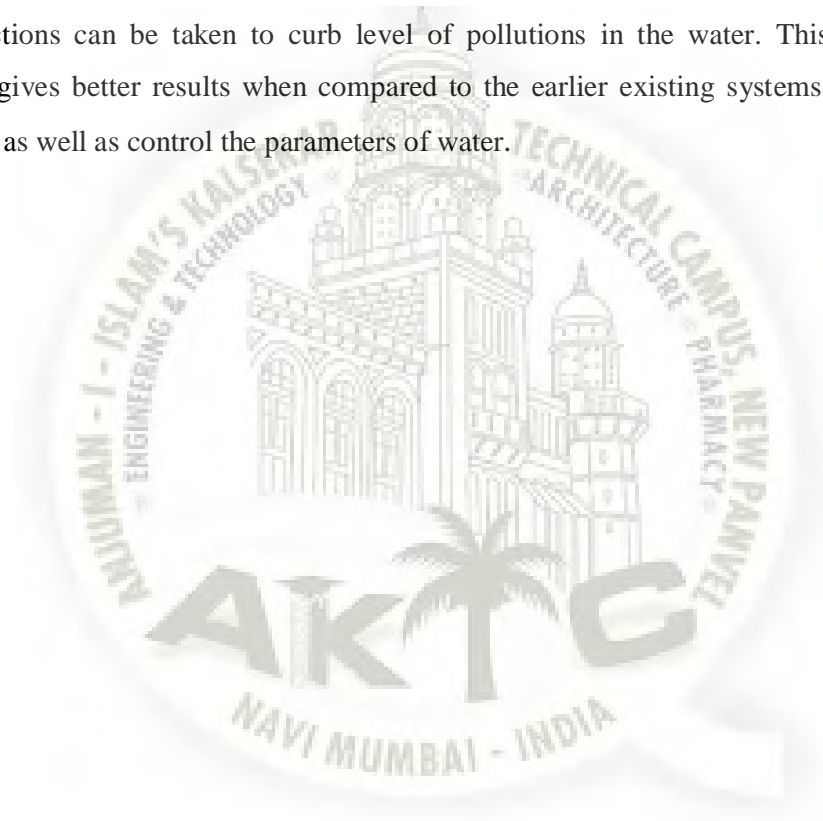 ctions can be taken to curb level of pollutions in the water. This
gives better results when compared to the earlier existing systems
as well as control the parameters of water.
ANJUMAN - I - ISLAM'S KALSEKAR TECHNICAL CAMPUS, NEW PANVEL
ENGINEERING & TECHNOLOGY ARCHITECTURE PHARMACY
AKTC
NAVI MUMBAI - INDIA